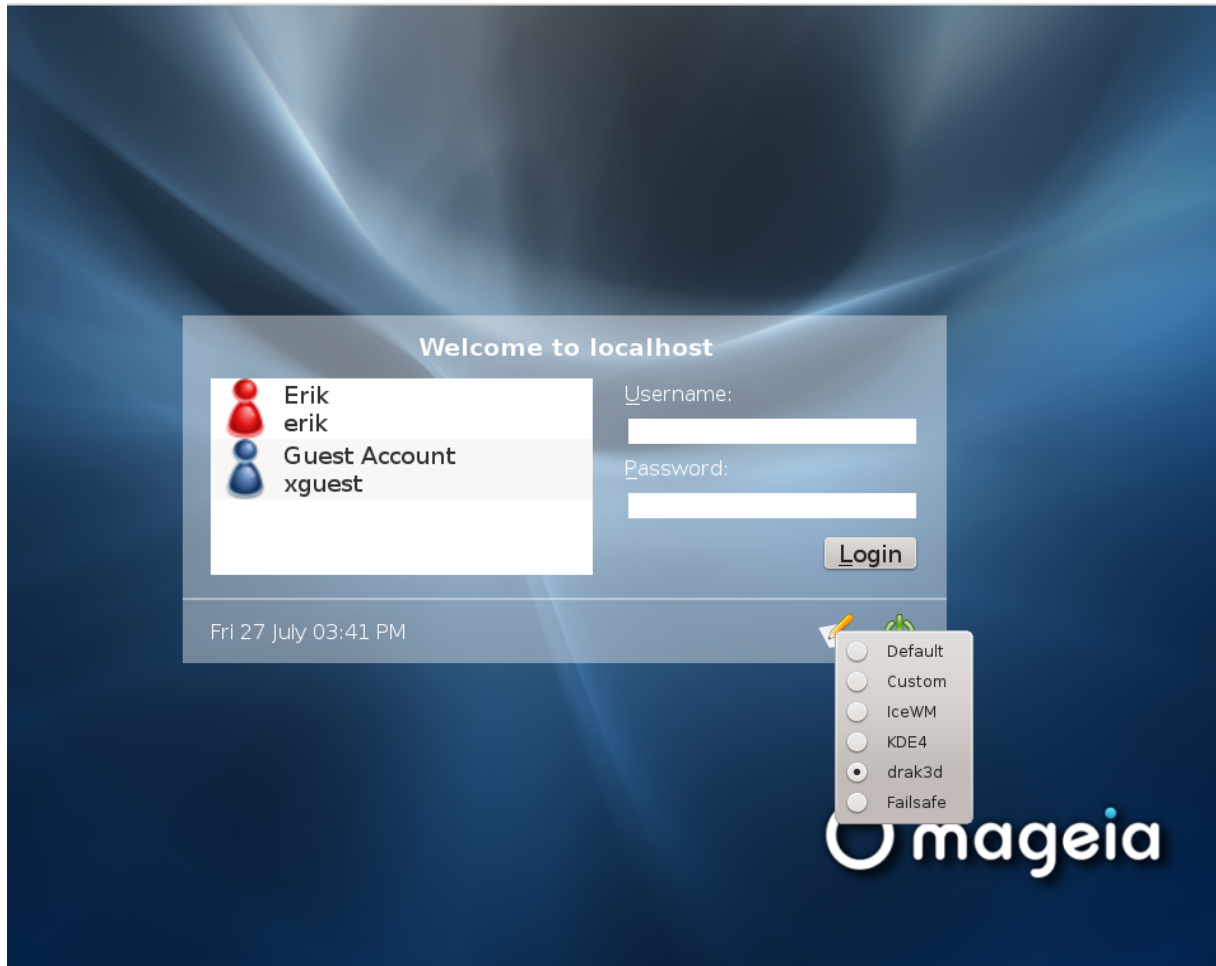 Welcome to localhost
Erik
erik
Guest Account
xguest
Username:
Password:
Login
Fri 27 July 03:41 PM
Default
Custom
IceWM
KDE4
drak3d
Failsafe
mageia